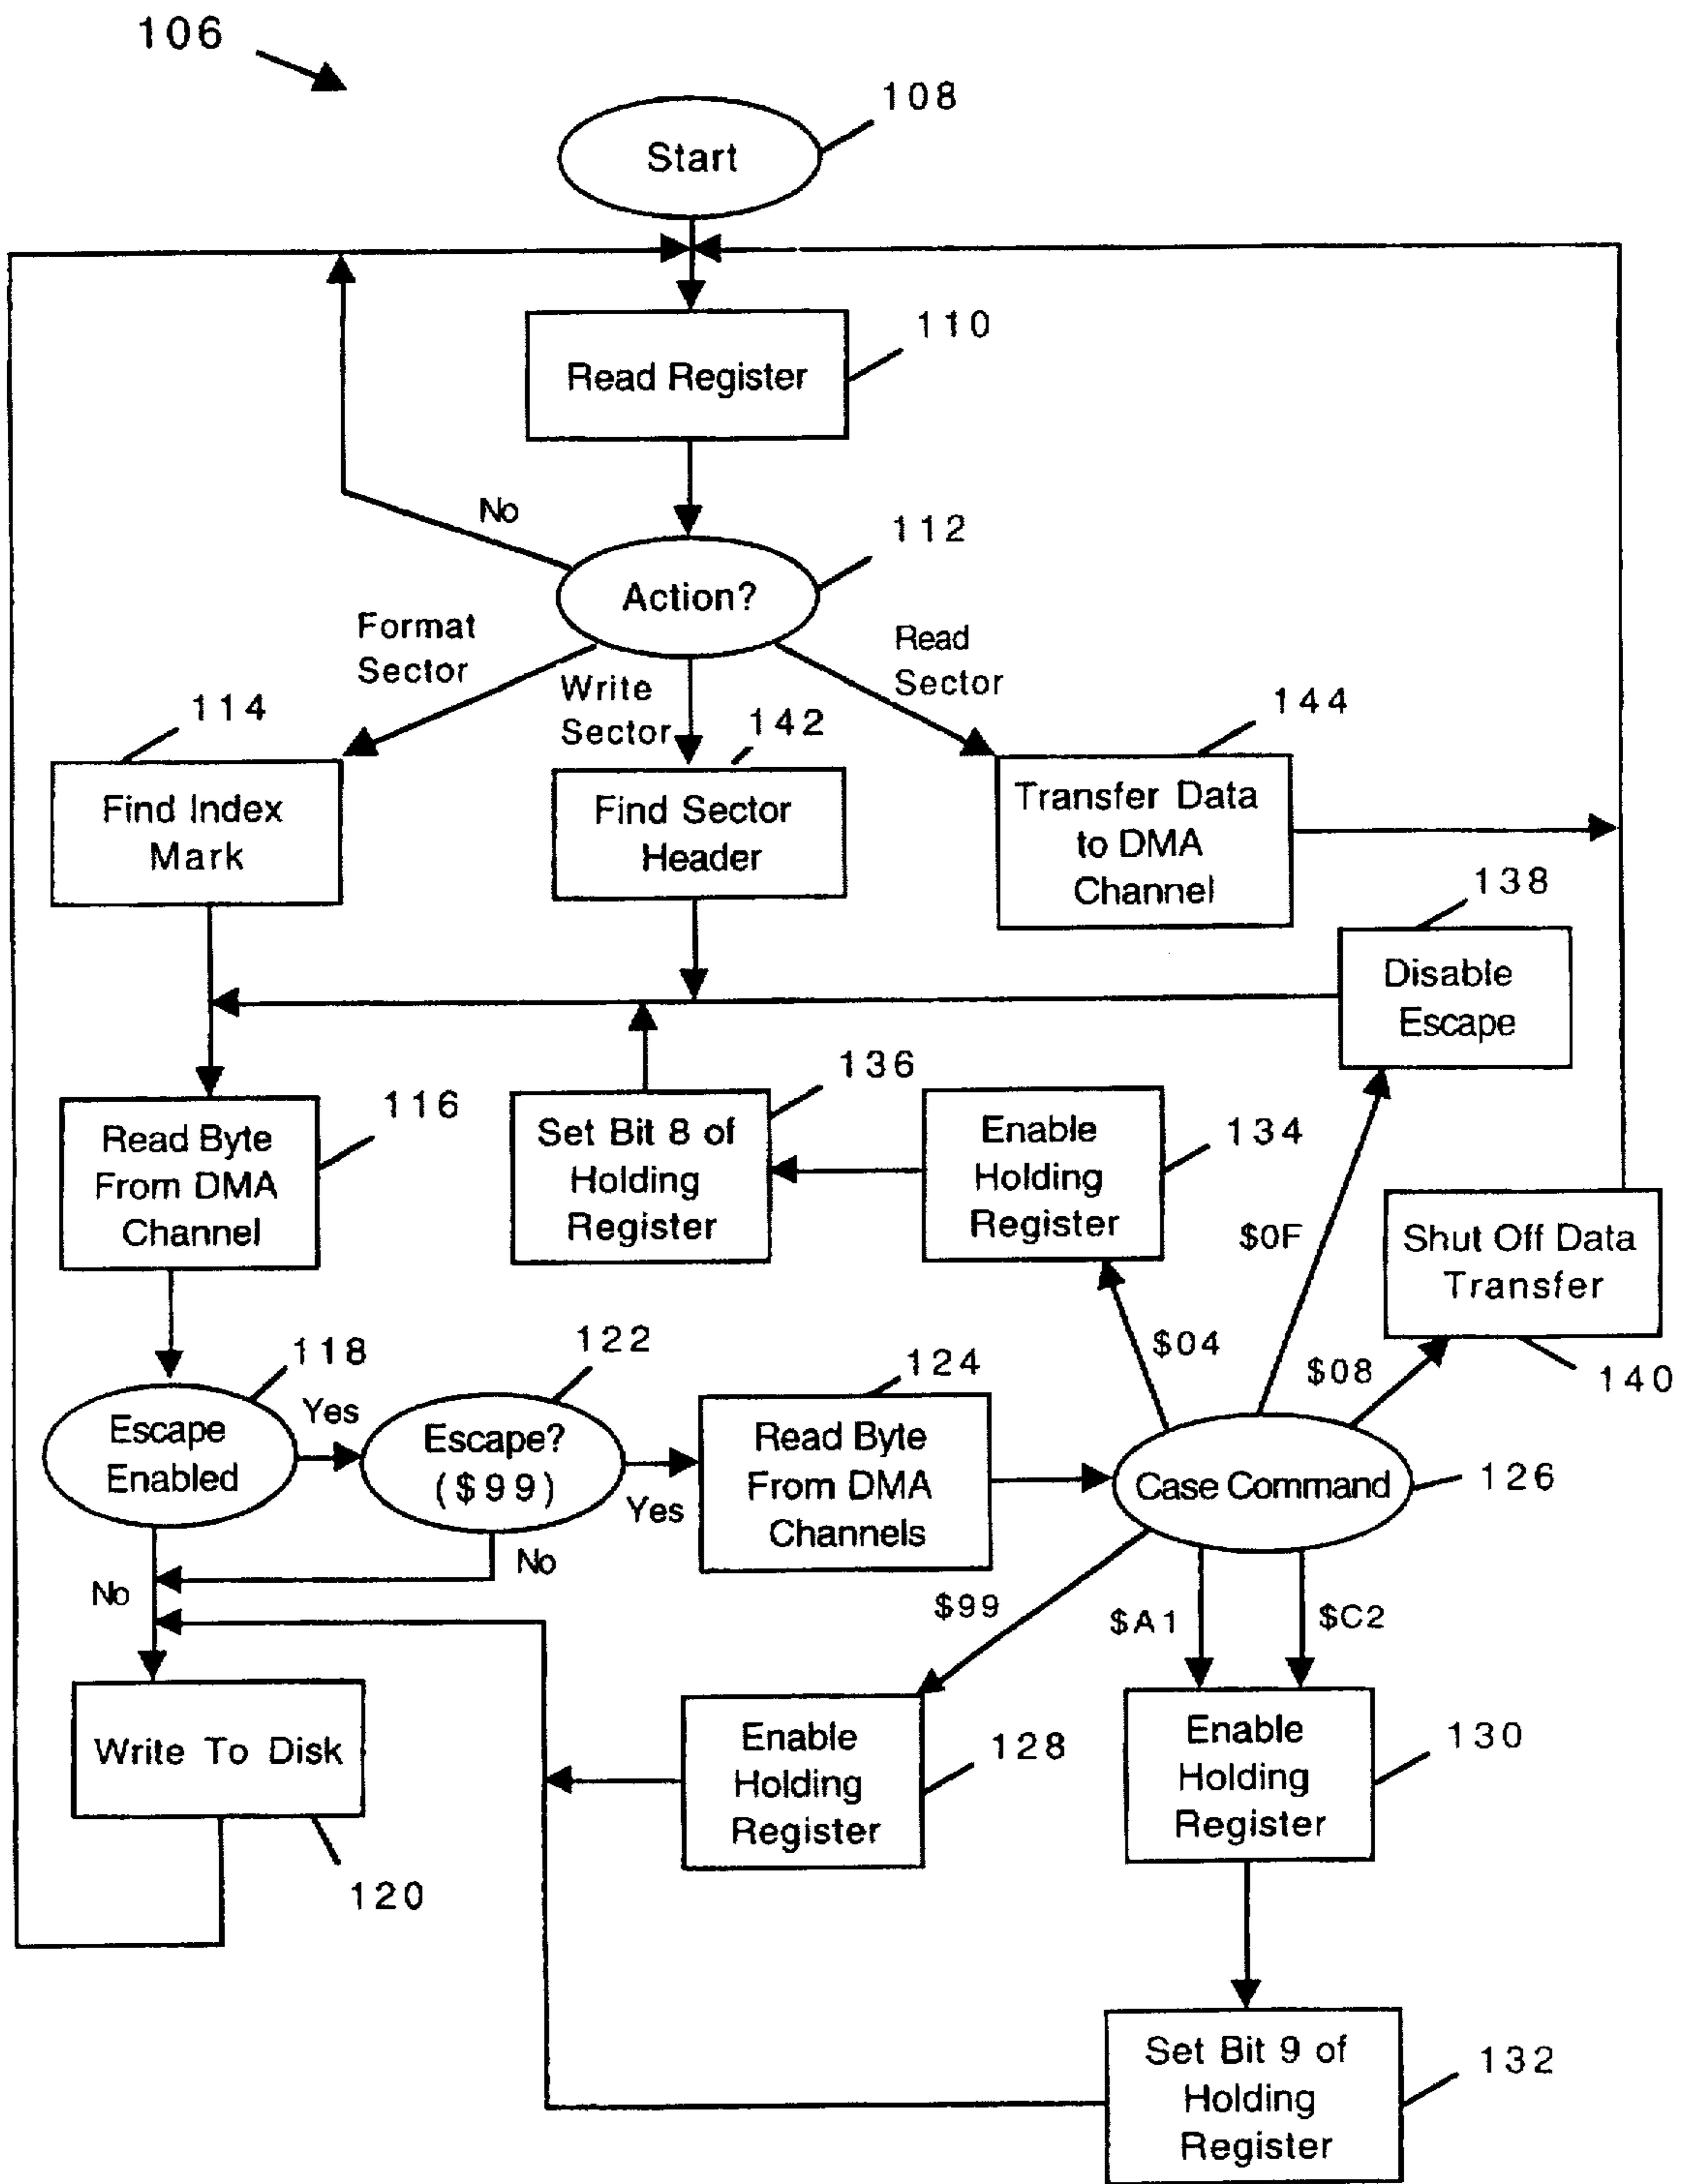 106
108
Start
110
Read Register
No
112
Action?
Format
Sector
Write
Sector
Read
Sector
114
142
144
Find Index
Mark
Find Sector
Header
Transfer Data
to DMA
Channel
138
Disable
Escape
116
Read Byte
From DMA
Channel
136
Set Bit 8 of
Holding
Register
134
Enable
Holding
Register
$0F
Shut Off Data
Transfer
140
$04
$08
118
Escape
Enabled
Yes
122
Escape?
($99)
Yes
124
Read Byte
From DMA
Channels
Case Command
126
No
No
$99
$A1
$C2
Write To Disk
120
Enable
Holding
Register
128
Enable
Holding
Register
130
Set Bit 9 of
Holding
Register
132